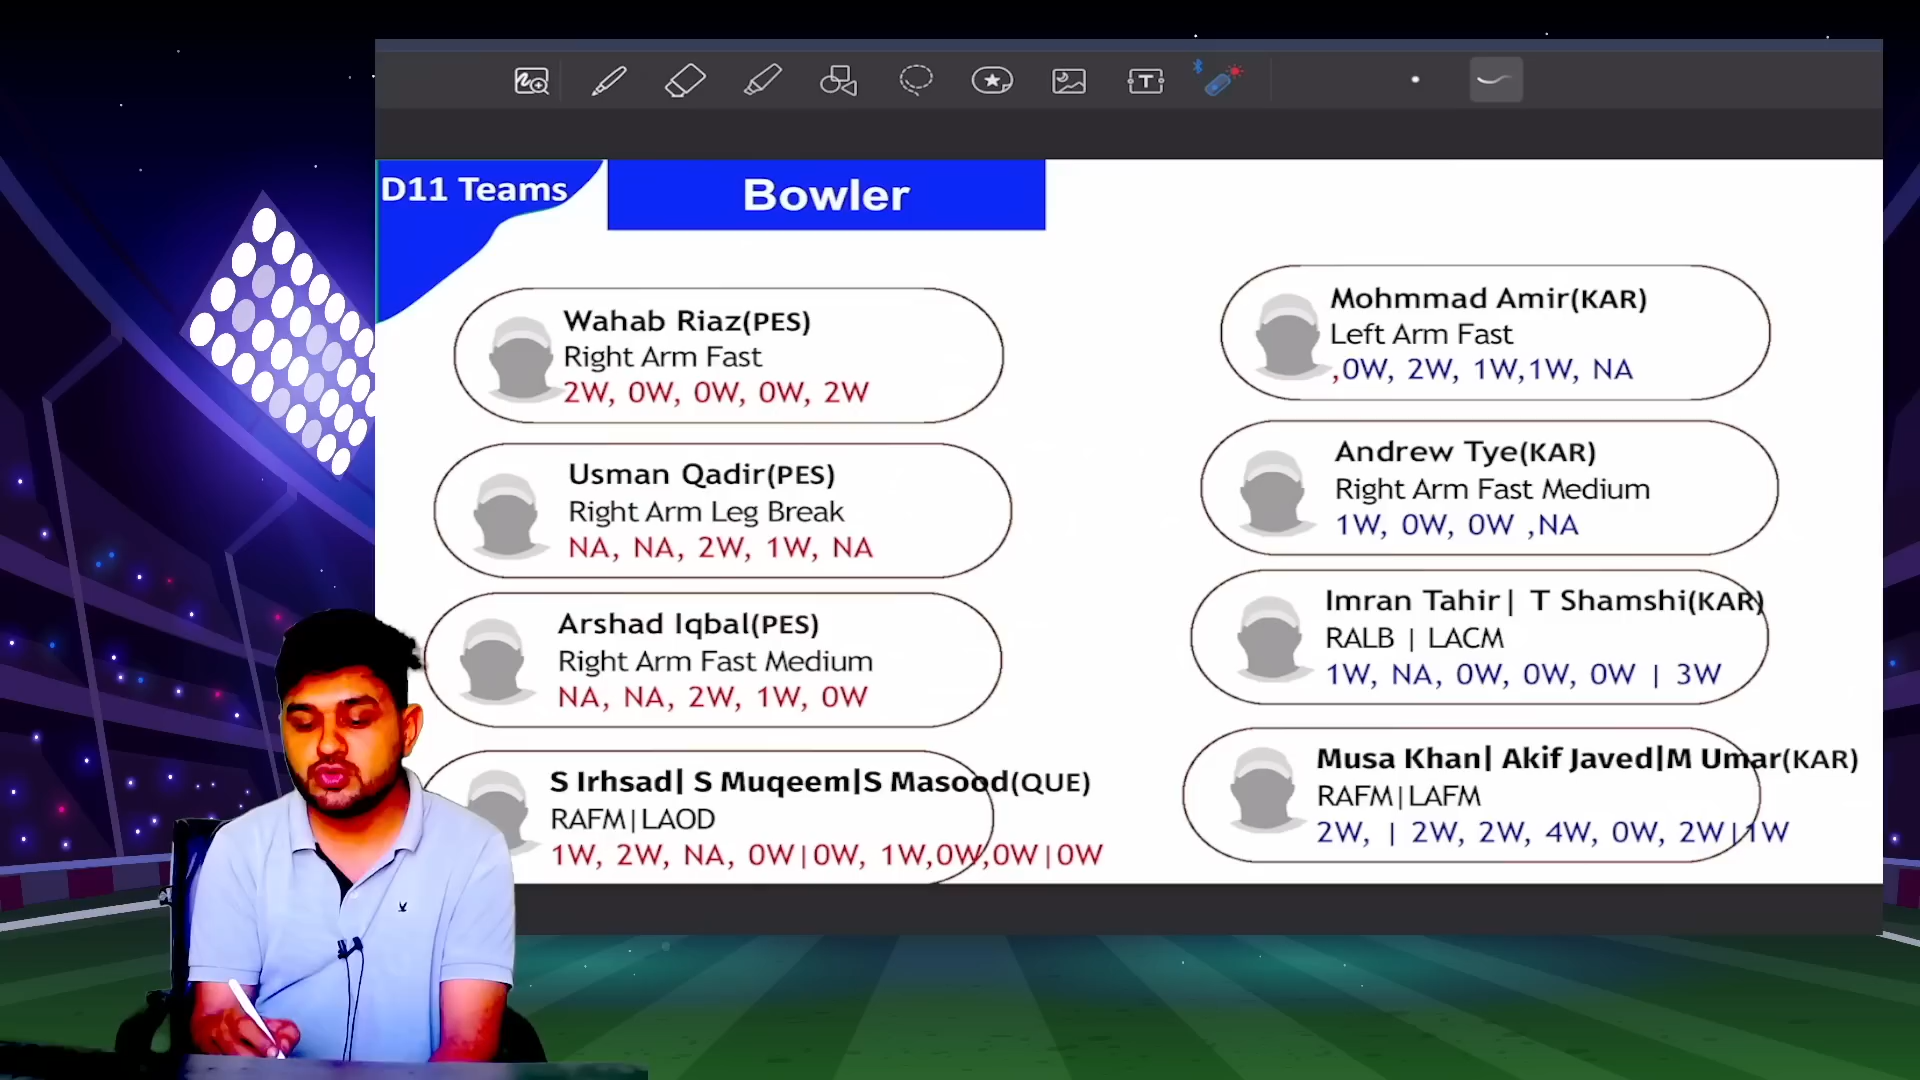 D11 Teams
Bowler
Wahab Riaz(PES)
Right Arm Fast
2W, 0W, 0W, 0W, 2W
Usman Qadir(PES)
Right Arm Leg Break
NA, NA, 2W, 1W, NA
Arshad Iqbal(PES)
Right Arm Fast Medium
NA, NA, 2W, 1W, 0W
S Irhsad| S Muqeem|S Masood(QUE)
RAFM|LAOD
1W, 2W, NA, 0W|0W, 1W,0W,0W|0W
Mohmmad Amir(KAR)
Left Arm Fast
,0W, 2W, 1W,1W, NA
Andrew Tye(KAR)
Right Arm Fast Medium
1W, 0W, 0W ,NA
Imran Tahir| T Shamshi(KAR)
RALB | LACM
1W, NA, 0W, 0W, 0W | 3W
Musa Khan| Akif Javed|M Umar(KAR)
RAFM|LAFM
2W, | 2W, 2W, 4W, 0W, 2W|1W